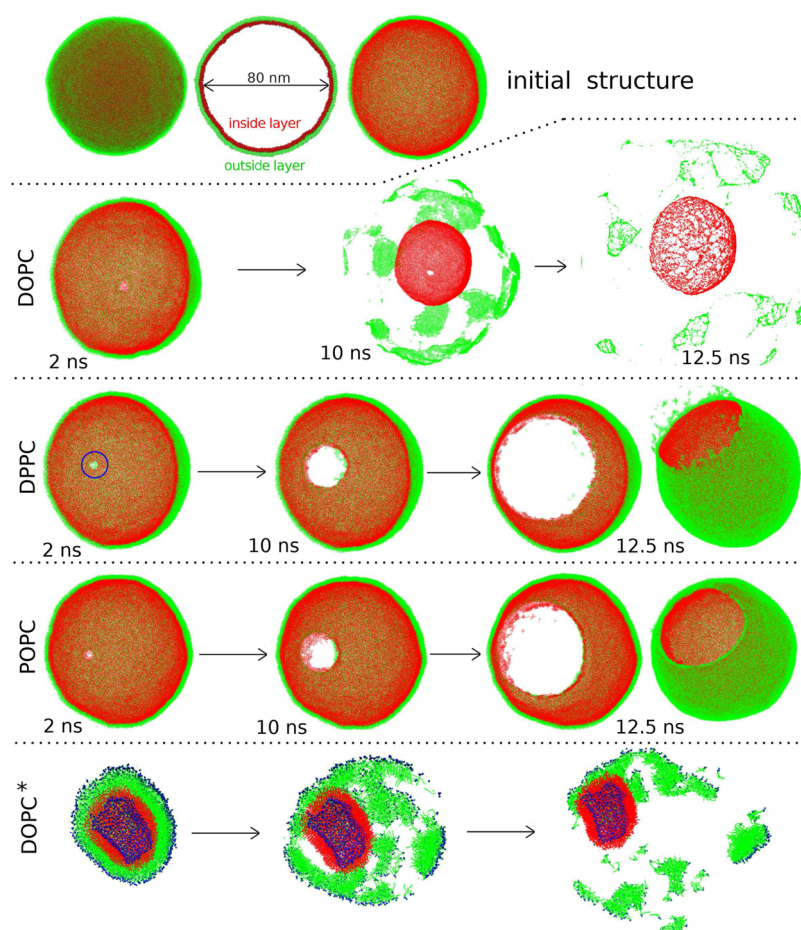 80 nm
inside layer
outside layer
initial structure
DOPC
2 ns
10 ns
12.5 ns
DPPC
2 ns
10 ns
12.5 ns
POPC
2 ns
10 ns
12.5 ns
DOPC*